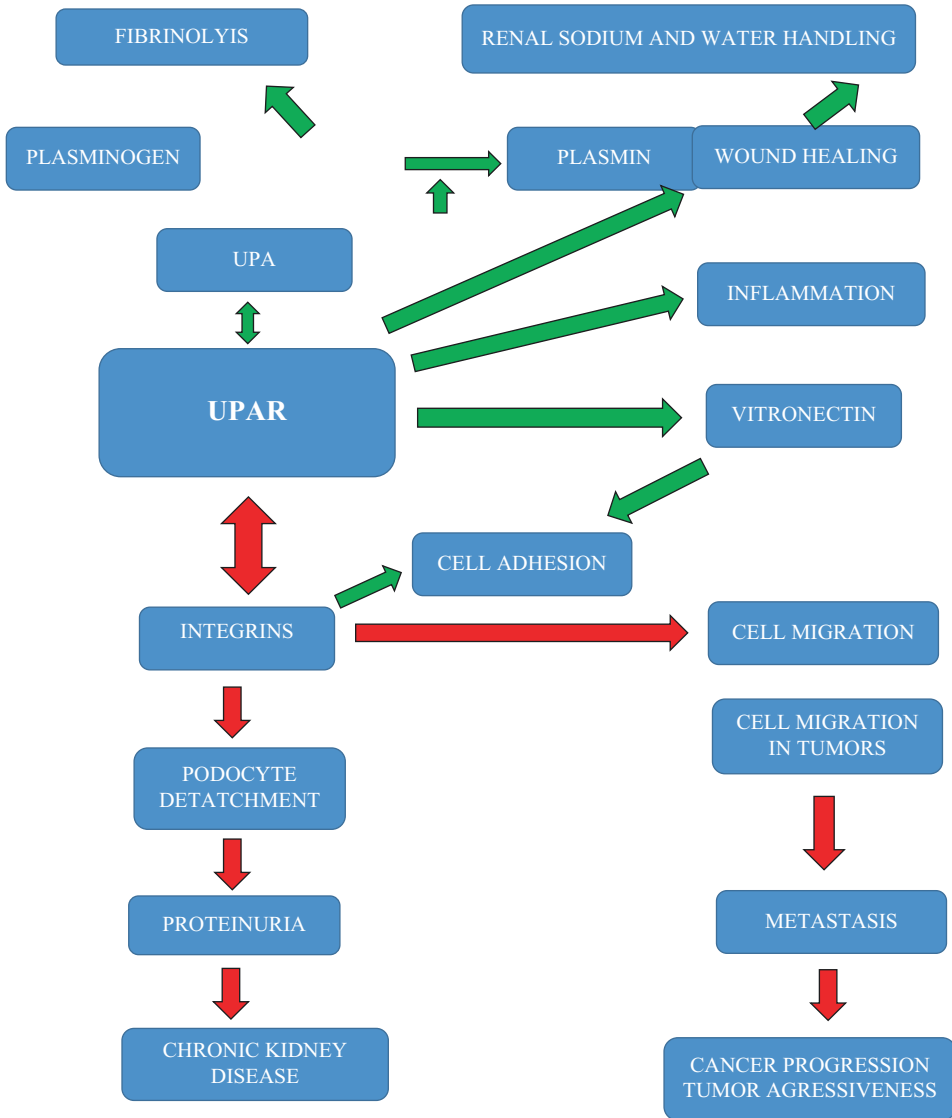 FIBRINOLYIS
RENAL SODIUM AND WATER HANDLING
PLASMINOGEN
PLASMIN
WOUND HEALING
UPA
INFLAMMATION
UPAR
VITRONECTIN
CELL ADHESION
INTEGRINS
CELL MIGRATION
CELL MIGRATION
IN TUMORS
PODOCYTE
DETATCHMENT
PROTEINURIA
METASTASIS
CHRONIC KIDNEY
DISEASE
CANCER PROGRESSION
TUMOR AGRESSIVENESS